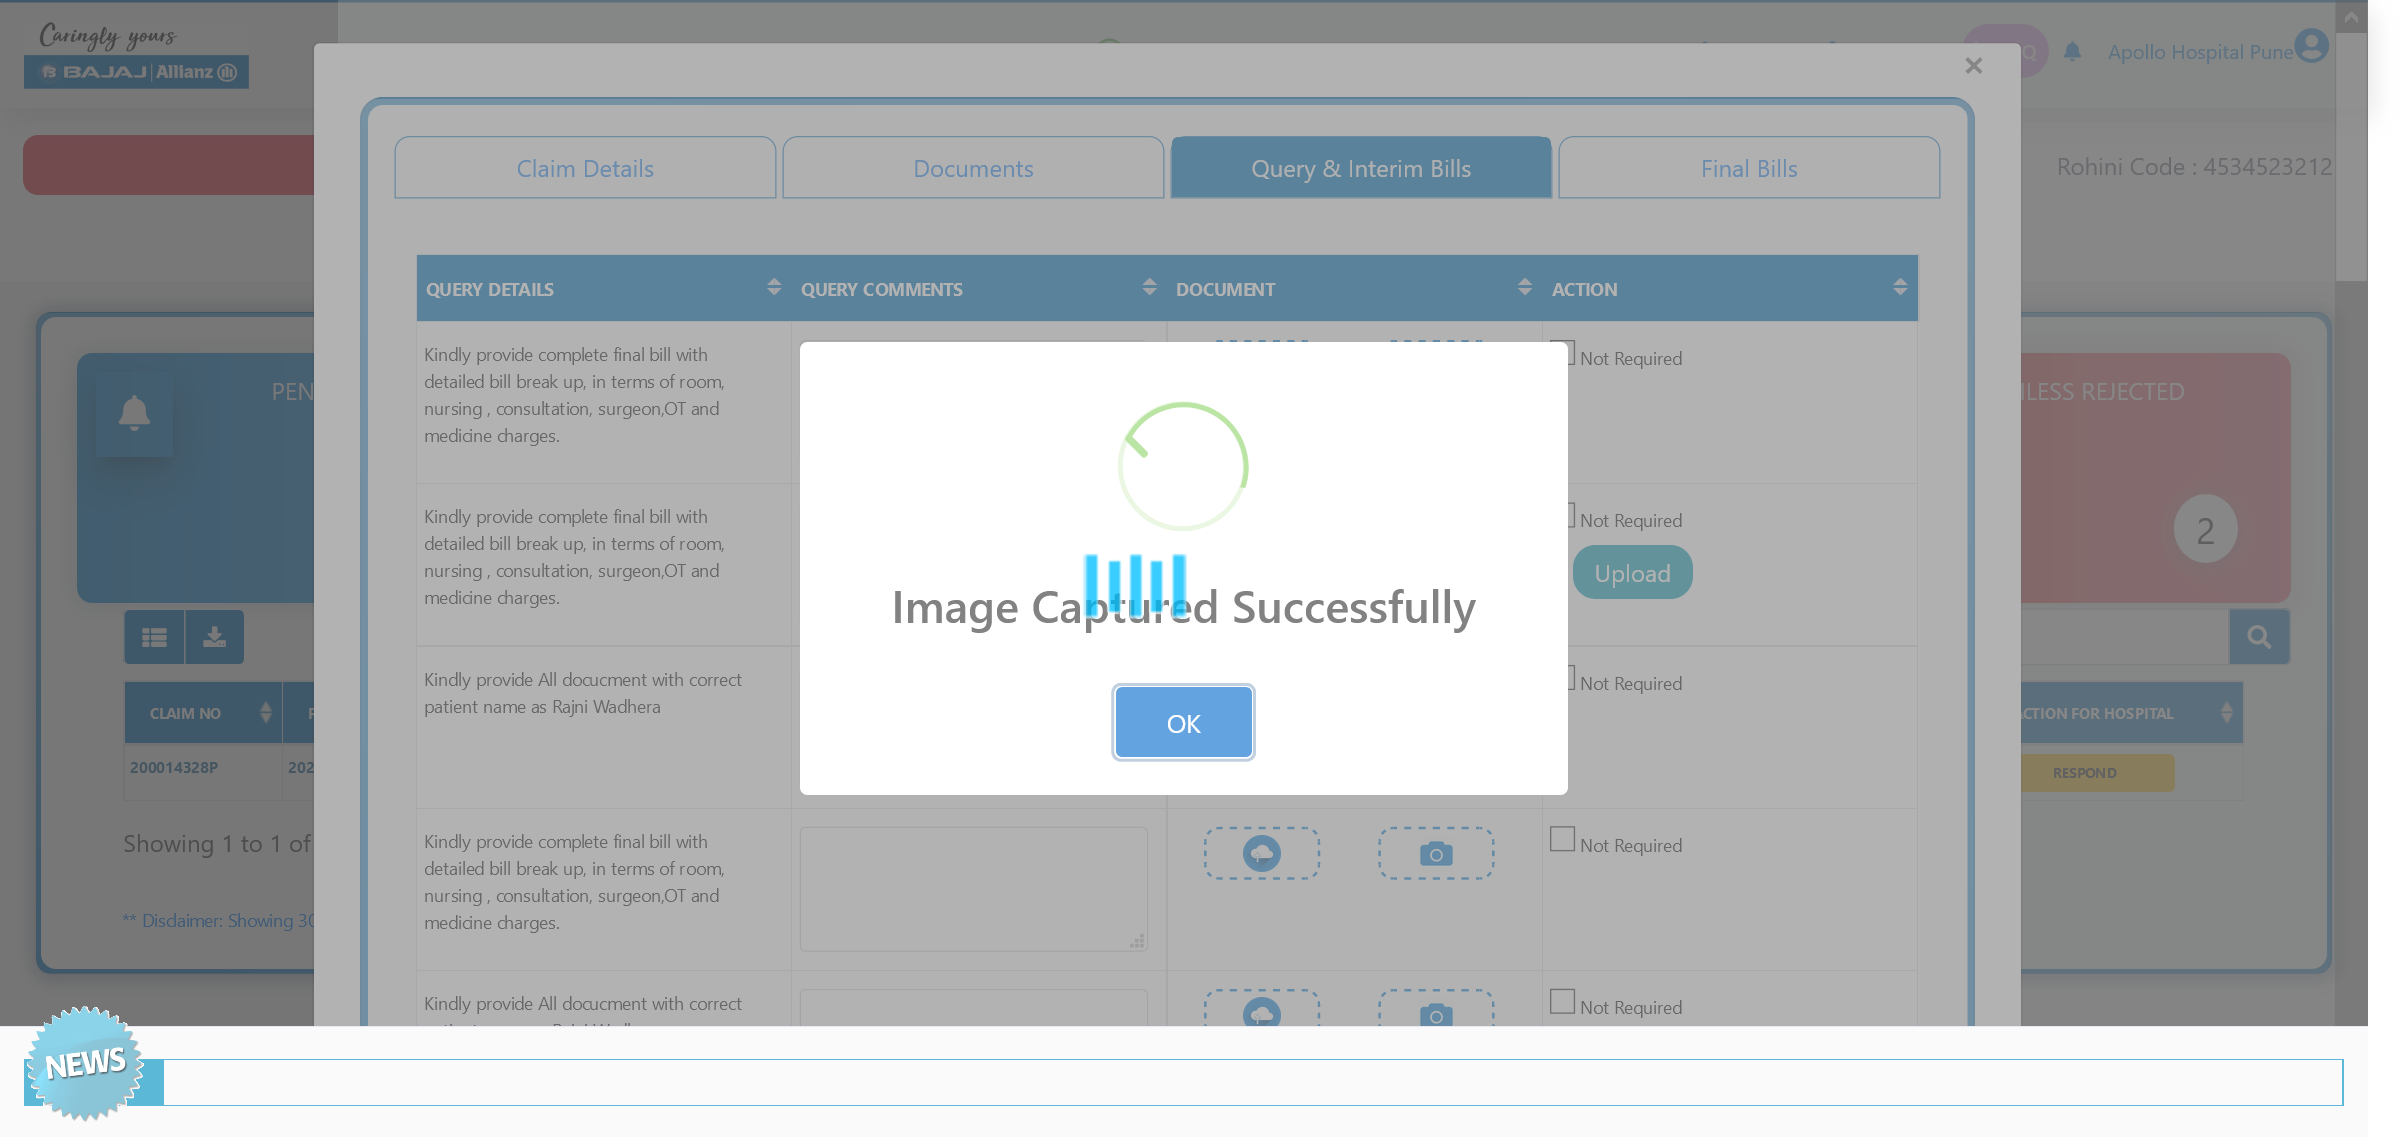 Caringly yours
BAJAJ | Allianz
Q
Apollo Hospital Pune
×
Claim Details
Documents
Query & Interim Bills
Final Bills
Rohini Code : 4534523212
QUERY DETAILS
QUERY COMMENTS
DOCUMENT
ACTION
Kindly provide complete final bill with
detailed bill break up, in terms of room,
nursing , consultation, surgeon,OT and
medicine charges.
Not Required
PEN
LESS REJECTED
2
Kindly provide complete final bill with
detailed bill break up, in terms of room,
nursing , consultation, surgeon,OT and
medicine charges.
Not Required
Upload
Image Captured Successfully
OK
Kindly provide All docucment with correct
patient name as Rajni Wadhera
Not Required
CLAIM NO
CTION FOR HOSPITAL
200014328P
202
RESPOND
Showing 1 to 1 of
Kindly provide complete final bill with
detailed bill break up, in terms of room,
nursing , consultation, surgeon,OT and
medicine charges.
Not Required
** Disclaimer: Showing 30
Kindly provide All docucment with correct
Not Required
NEWS